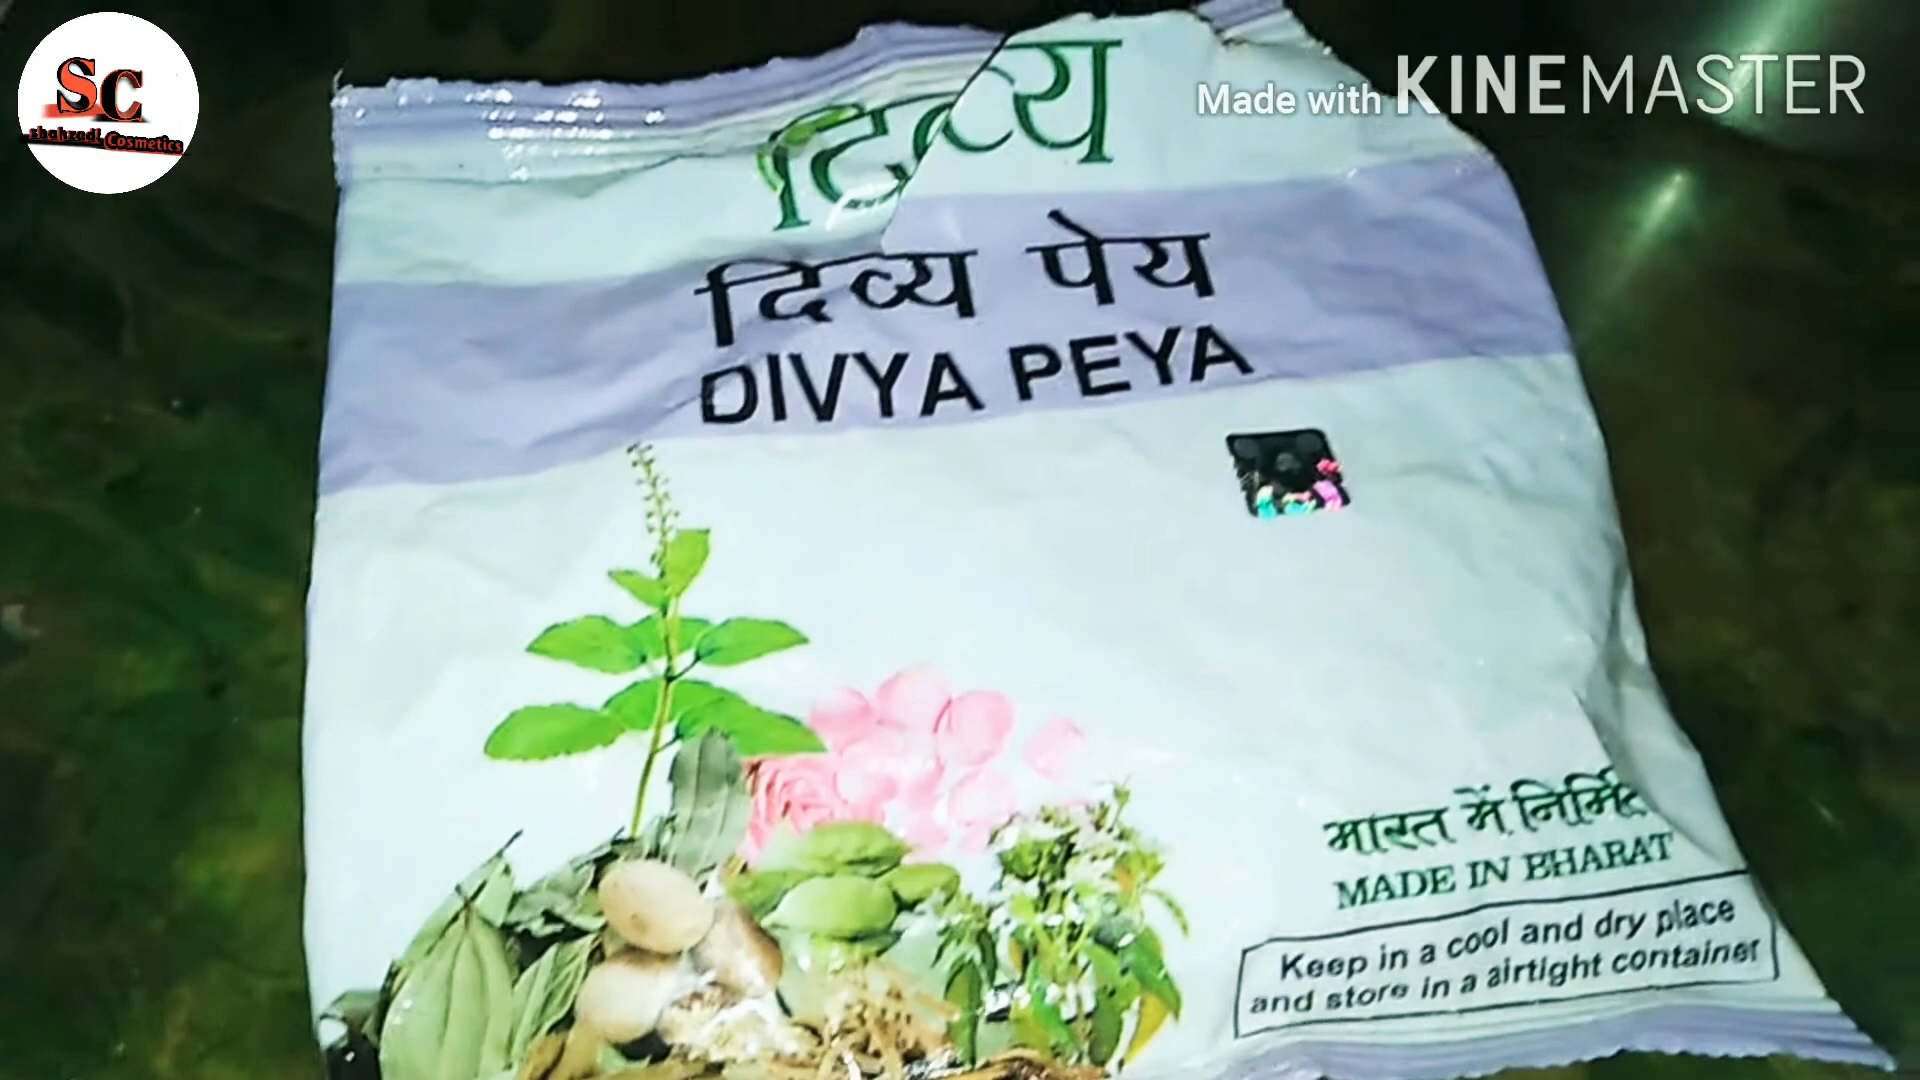 SC
Shahzadi Cosmetics
Made with KINEMASTER
दिव्य
दिव्य पेय
DIVYA PEYA
भारत में निर्मित
MADE IN BHARAT
Keep in a cool and dry place
and store in a airtight container